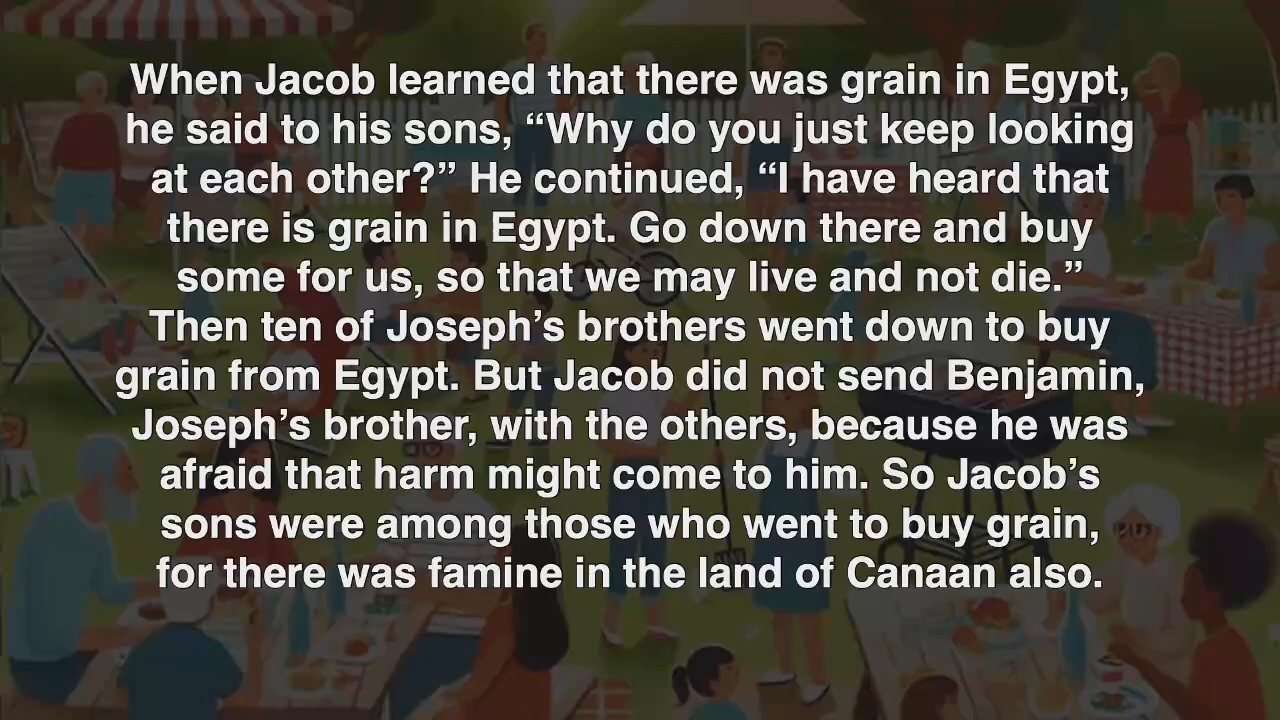 When Jacob learned that there was grain in Egypt,
he said to his sons, “Why do you just keep looking
at each other?” He continued, “I have heard that
there is grain in Egypt. Go down there and buy
some for us, so that we may live and not die.”
Then ten of Joseph’s brothers went down to buy
grain from Egypt. But Jacob did not send Benjamin,
Joseph’s brother, with the others, because he was
afraid that harm might come to him. So Jacob’s
sons were among those who went to buy grain,
for there was famine in the land of Canaan also.